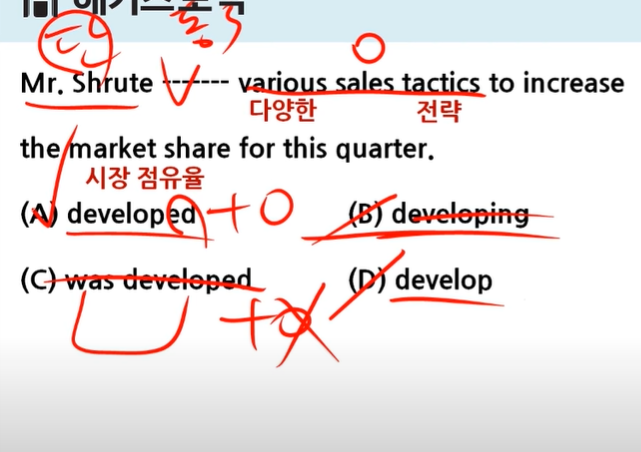 Mr. Shrute ------- various sales tactics to increase
다양한 전략
the market share for this quarter.
시장 점유율
(A) developed + O (B) developing
(C) was developed (D) develop